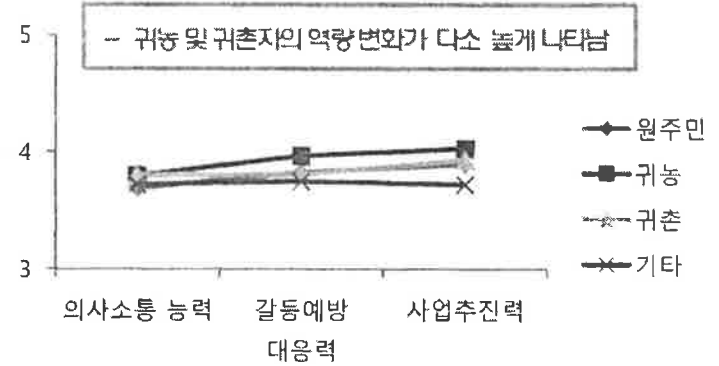 5
– 귀농 및 귀촌자의 역량 변화가 다소 높게 나타남
4
3
의사소통 능력
갈등예방
대응력
사업추진력
원주민
귀농
귀촌
기타